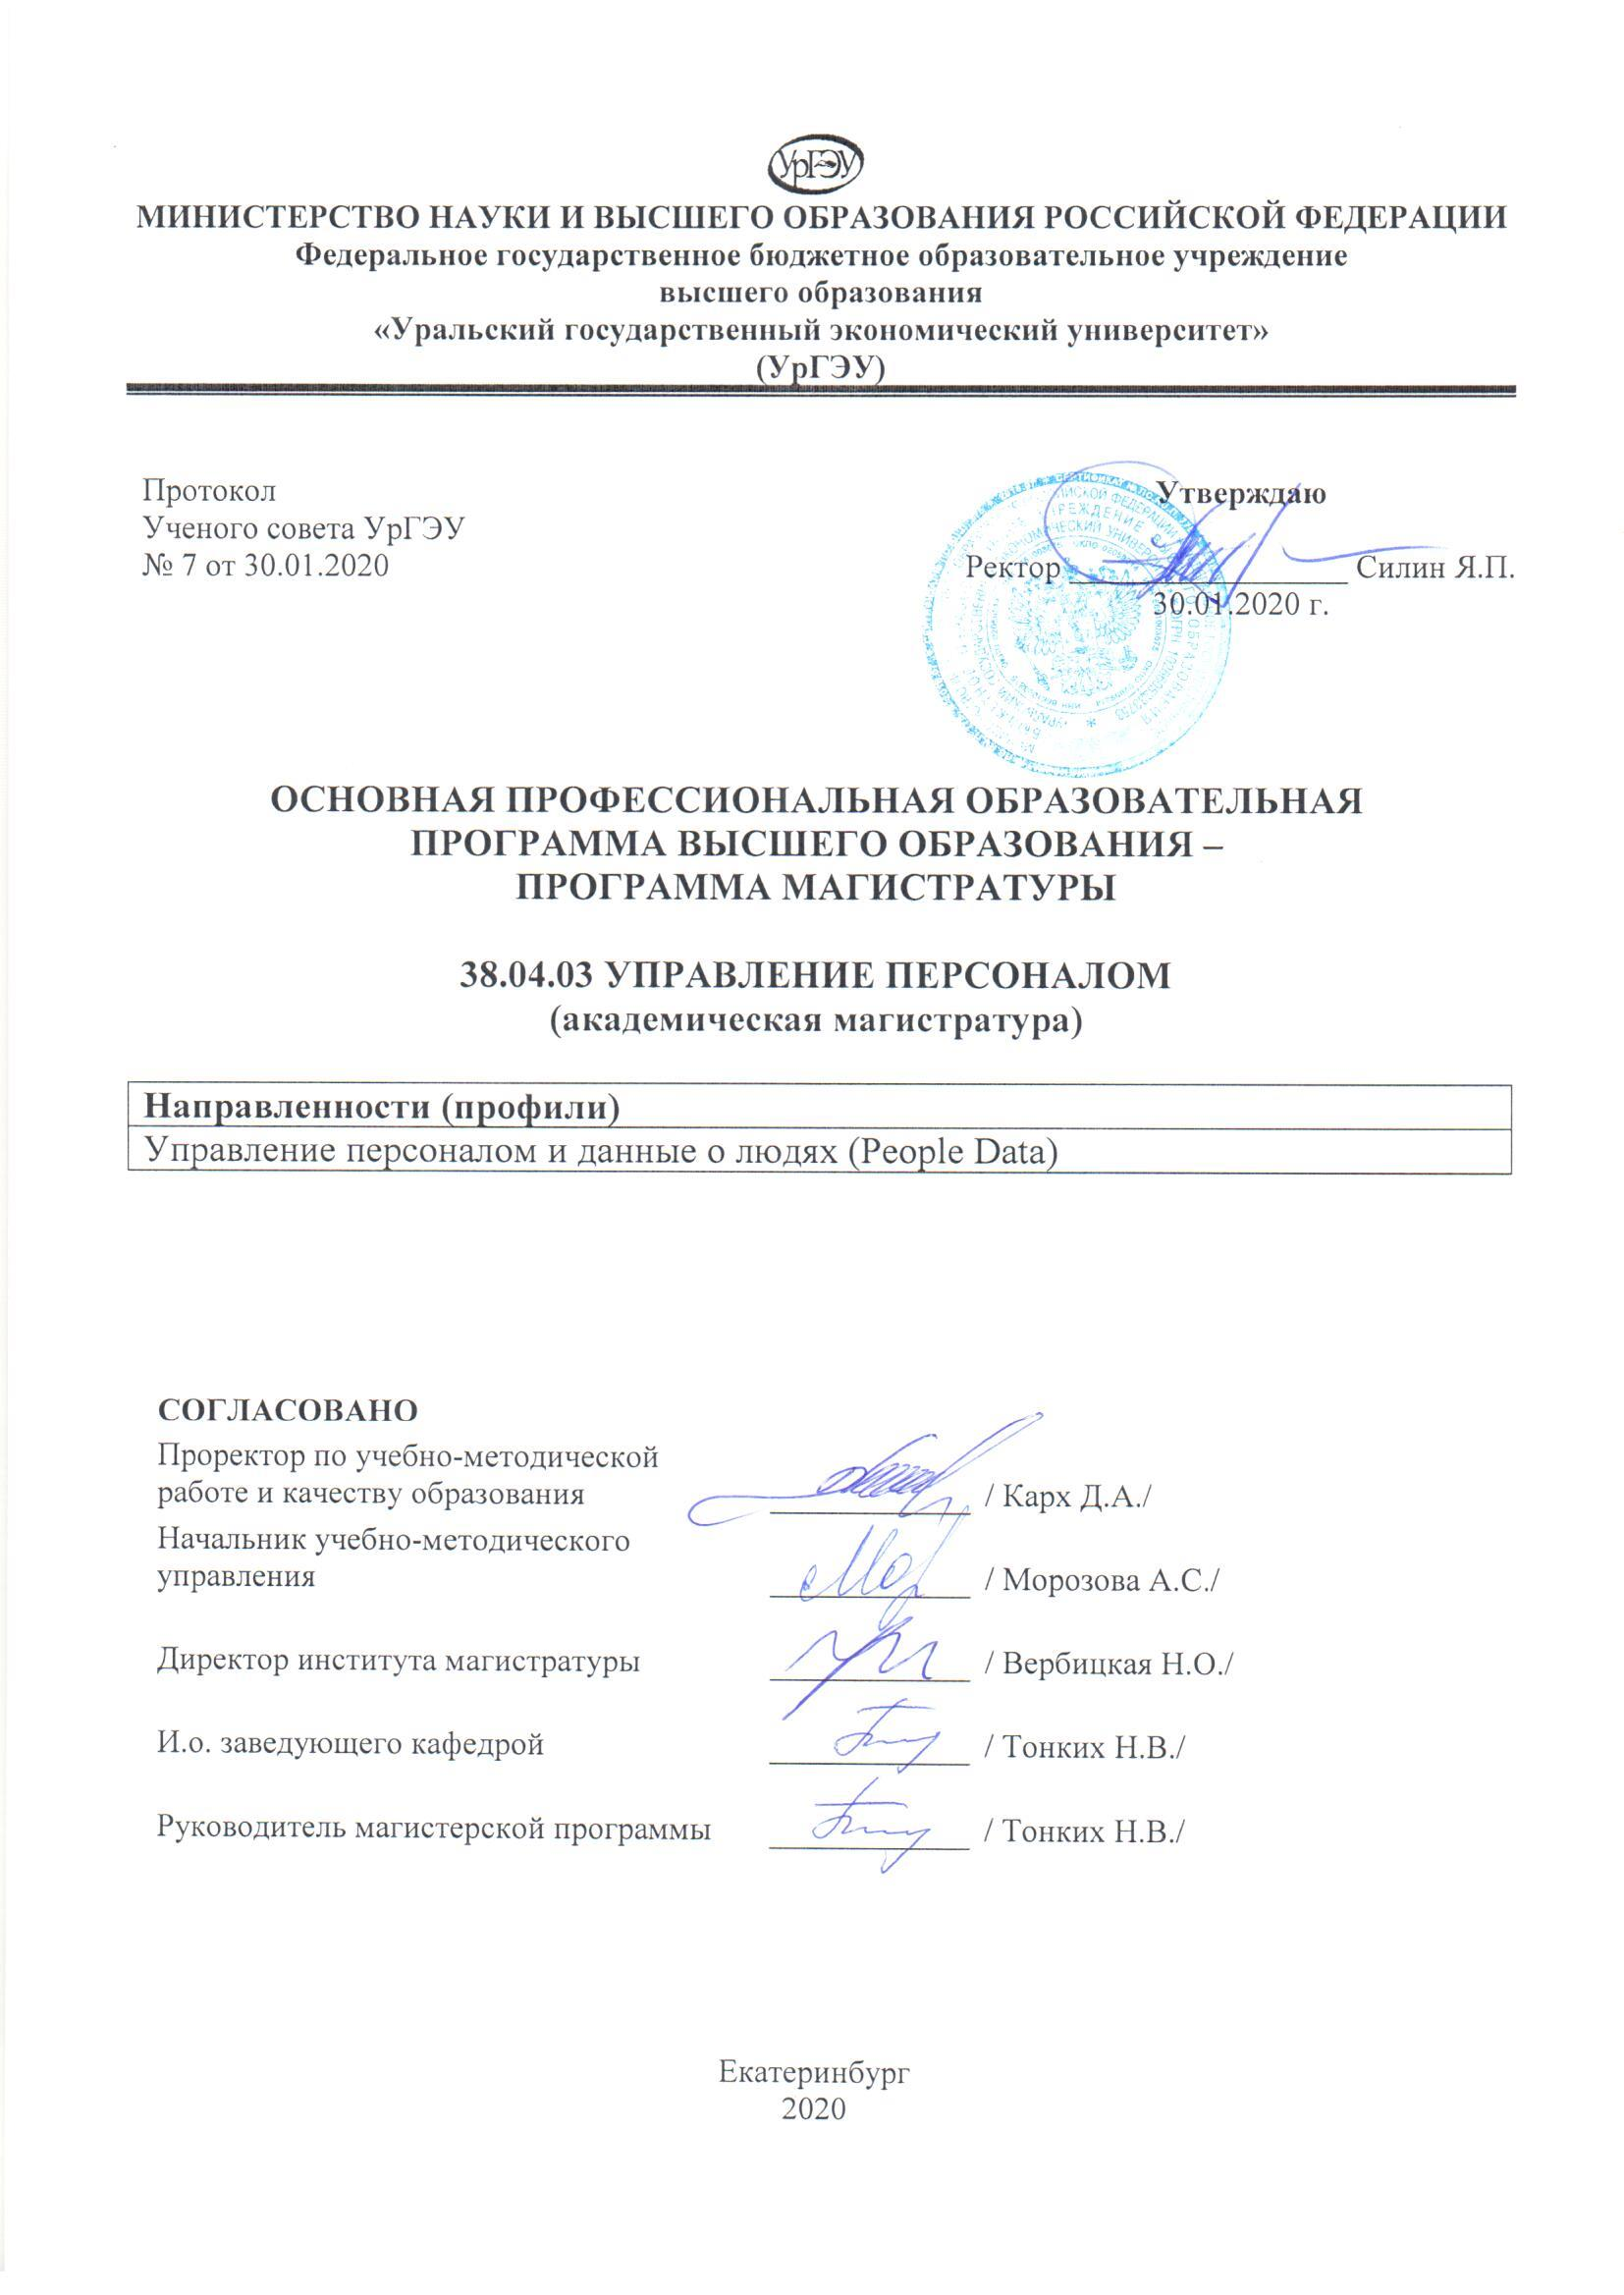 УрГЭУ
МИНИСТЕРСТВО НАУКИ И ВЫСШЕГО ОБРАЗОВАНИЯ РОССИЙСКОЙ ФЕДЕРАЦИИ
Федеральное государственное бюджетное образовательное учреждение
высшего образования
«Уральский государственный экономический университет»
(УрГЭУ)
Протокол
Ученого совета УрГЭУ
№ 7 от 30.01.2020
Утверждаю
Ректор Силин Я.П.
30.01.2020 г.
ОСНОВНАЯ ПРОФЕССИОНАЛЬНАЯ ОБРАЗОВАТЕЛЬНАЯ
ПРОГРАММА ВЫСШЕГО ОБРАЗОВАНИЯ –
ПРОГРАММА МАГИСТРАТУРЫ
38.04.03 УПРАВЛЕНИЕ ПЕРСОНАЛОМ
(академическая магистратура)
Направленности (профили)
Управление персоналом и данные о людях (People Data)
СОГЛАСОВАНО
Проректор по учебно-методической
работе и качеству образования / Карх Д.А./
Начальник учебно-методического
управления / Морозова А.С./
Директор института магистратуры / Вербицкая Н.О./
И.о. заведующего кафедрой / Тонких Н.В./
Руководитель магистерской программы / Тонких Н.В./
Екатеринбург
2020